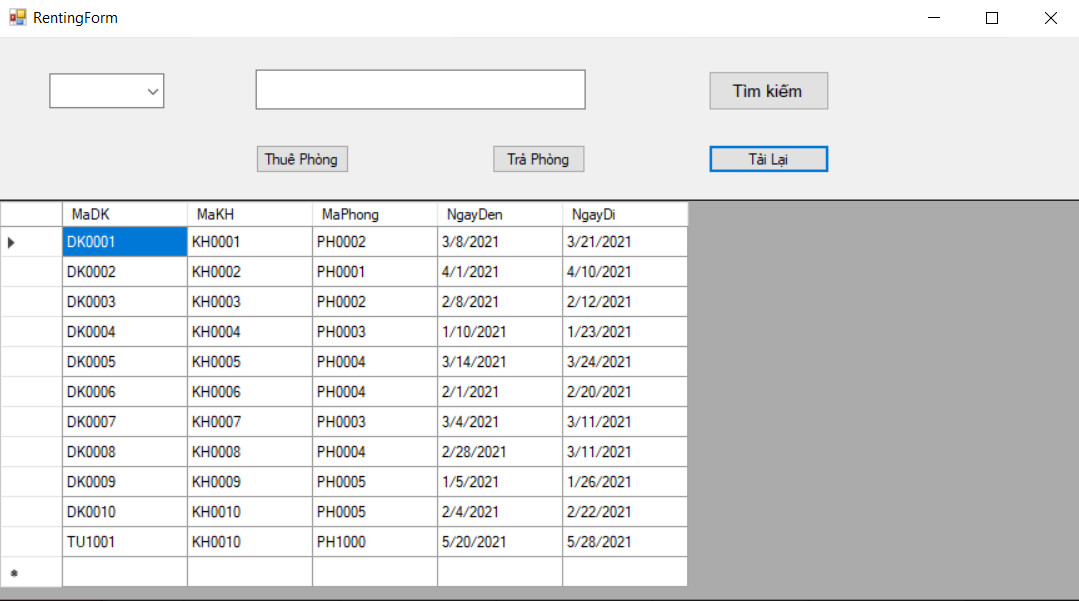 RentingForm
Tìm kiếm
Thuê Phòng Trả Phòng Tải Lại
MaDK MaKH MaPhong NgayDen NgayDi
DK0001 KH0001 PH0002 3/8/2021 3/21/2021
DK0002 KH0002 PH0001 4/1/2021 4/10/2021
DK0003 KH0003 PH0002 2/8/2021 2/12/2021
DK0004 KH0004 PH0003 1/10/2021 1/23/2021
DK0005 KH0005 PH0004 3/14/2021 3/24/2021
DK0006 KH0006 PH0004 2/1/2021 2/20/2021
DK0007 KH0007 PH0003 3/4/2021 3/11/2021
DK0008 KH0008 PH0004 2/28/2021 3/11/2021
DK0009 KH0009 PH0005 1/5/2021 1/26/2021
DK0010 KH0010 PH0005 2/4/2021 2/22/2021
TU1001 KH0010 PH1000 5/20/2021 5/28/2021